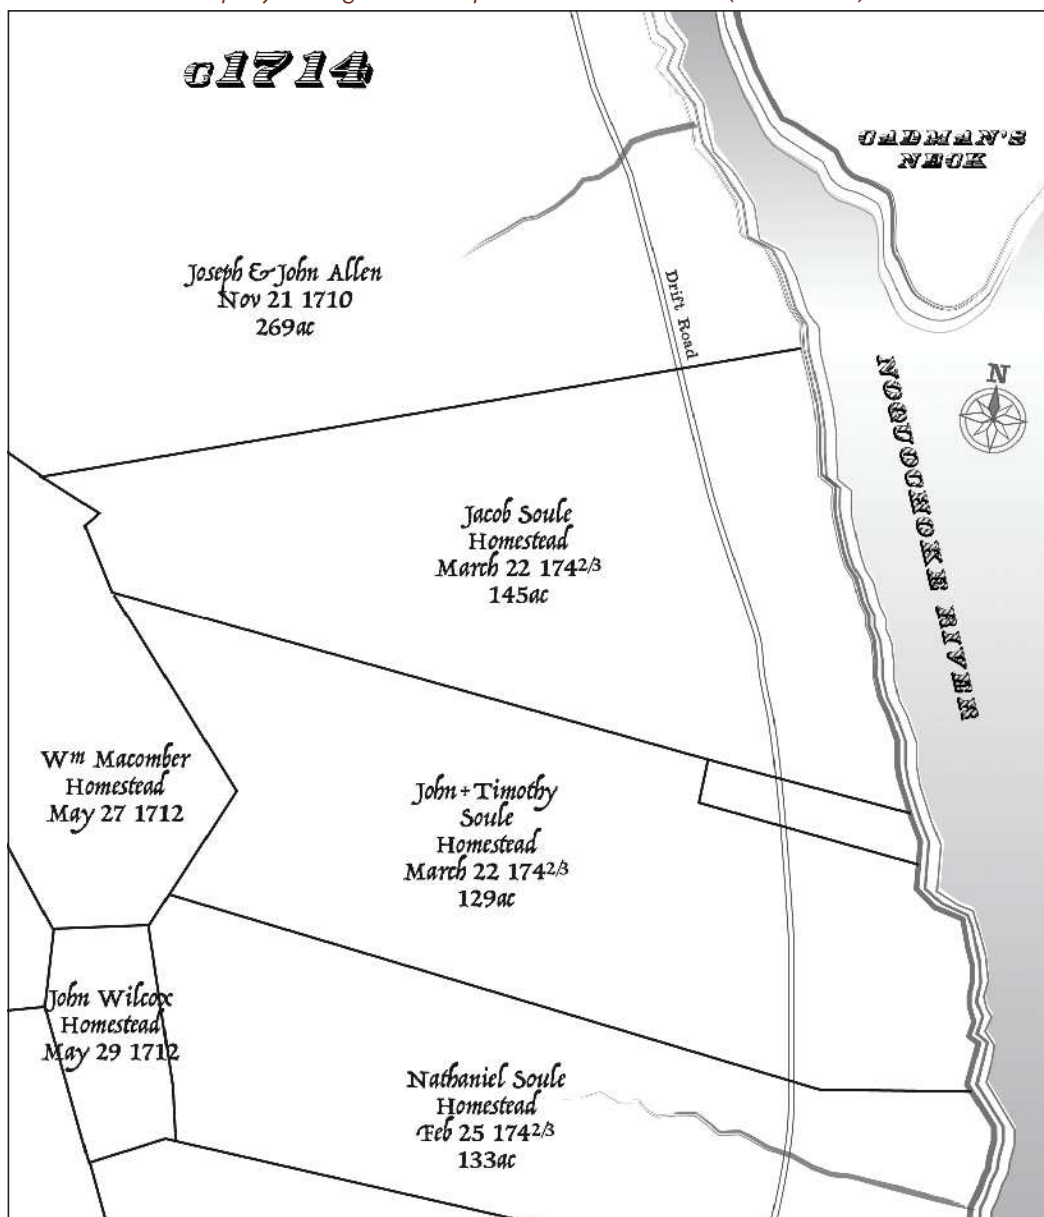 c1714
CADMAN'S
NECK
Joseph & John Allen
Nov 21 1710
269ac
Drift Road
N
NOQUOCHOKE RIVER
Jacob Soule
Homestead
March 22 1742/3
145ac
Wm Macomber
Homestead
May 27 1712
John + Timothy
Soule
Homestead
March 22 1742/3
129ac
John Wilcox
Homestead
May 29 1712
Nathaniel Soule
Homestead
Feb 25 1742/3
133ac